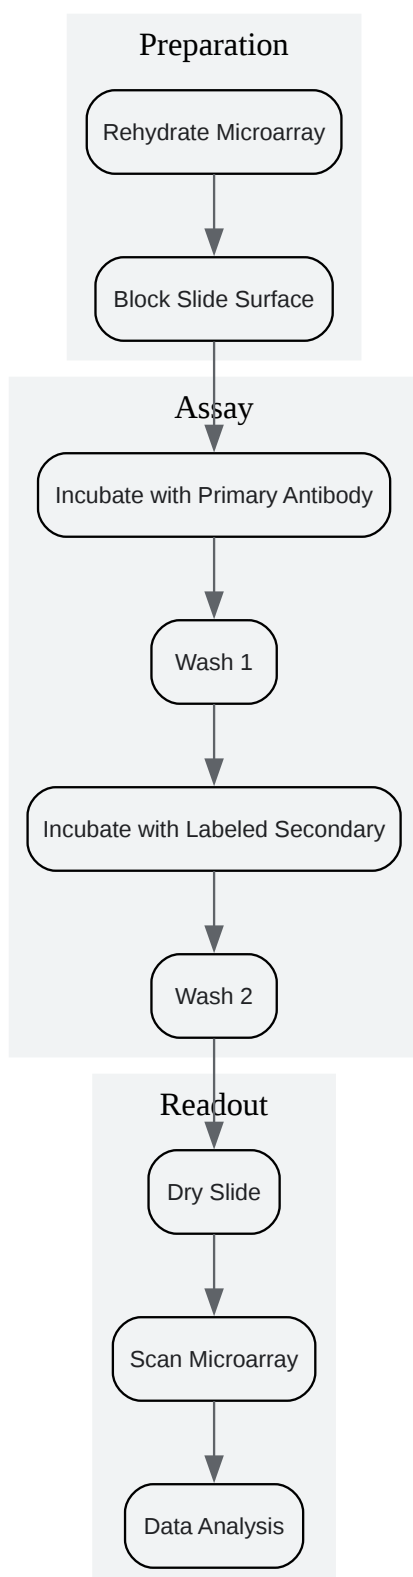 Preparation
Rehydrate Microarray
Block Slide Surface
Assay
Incubate with Primary Antibody
Wash 1
Incubate with Labeled Secondary
Wash 2
Readout
Dry Slide
Scan Microarray
Data Analysis